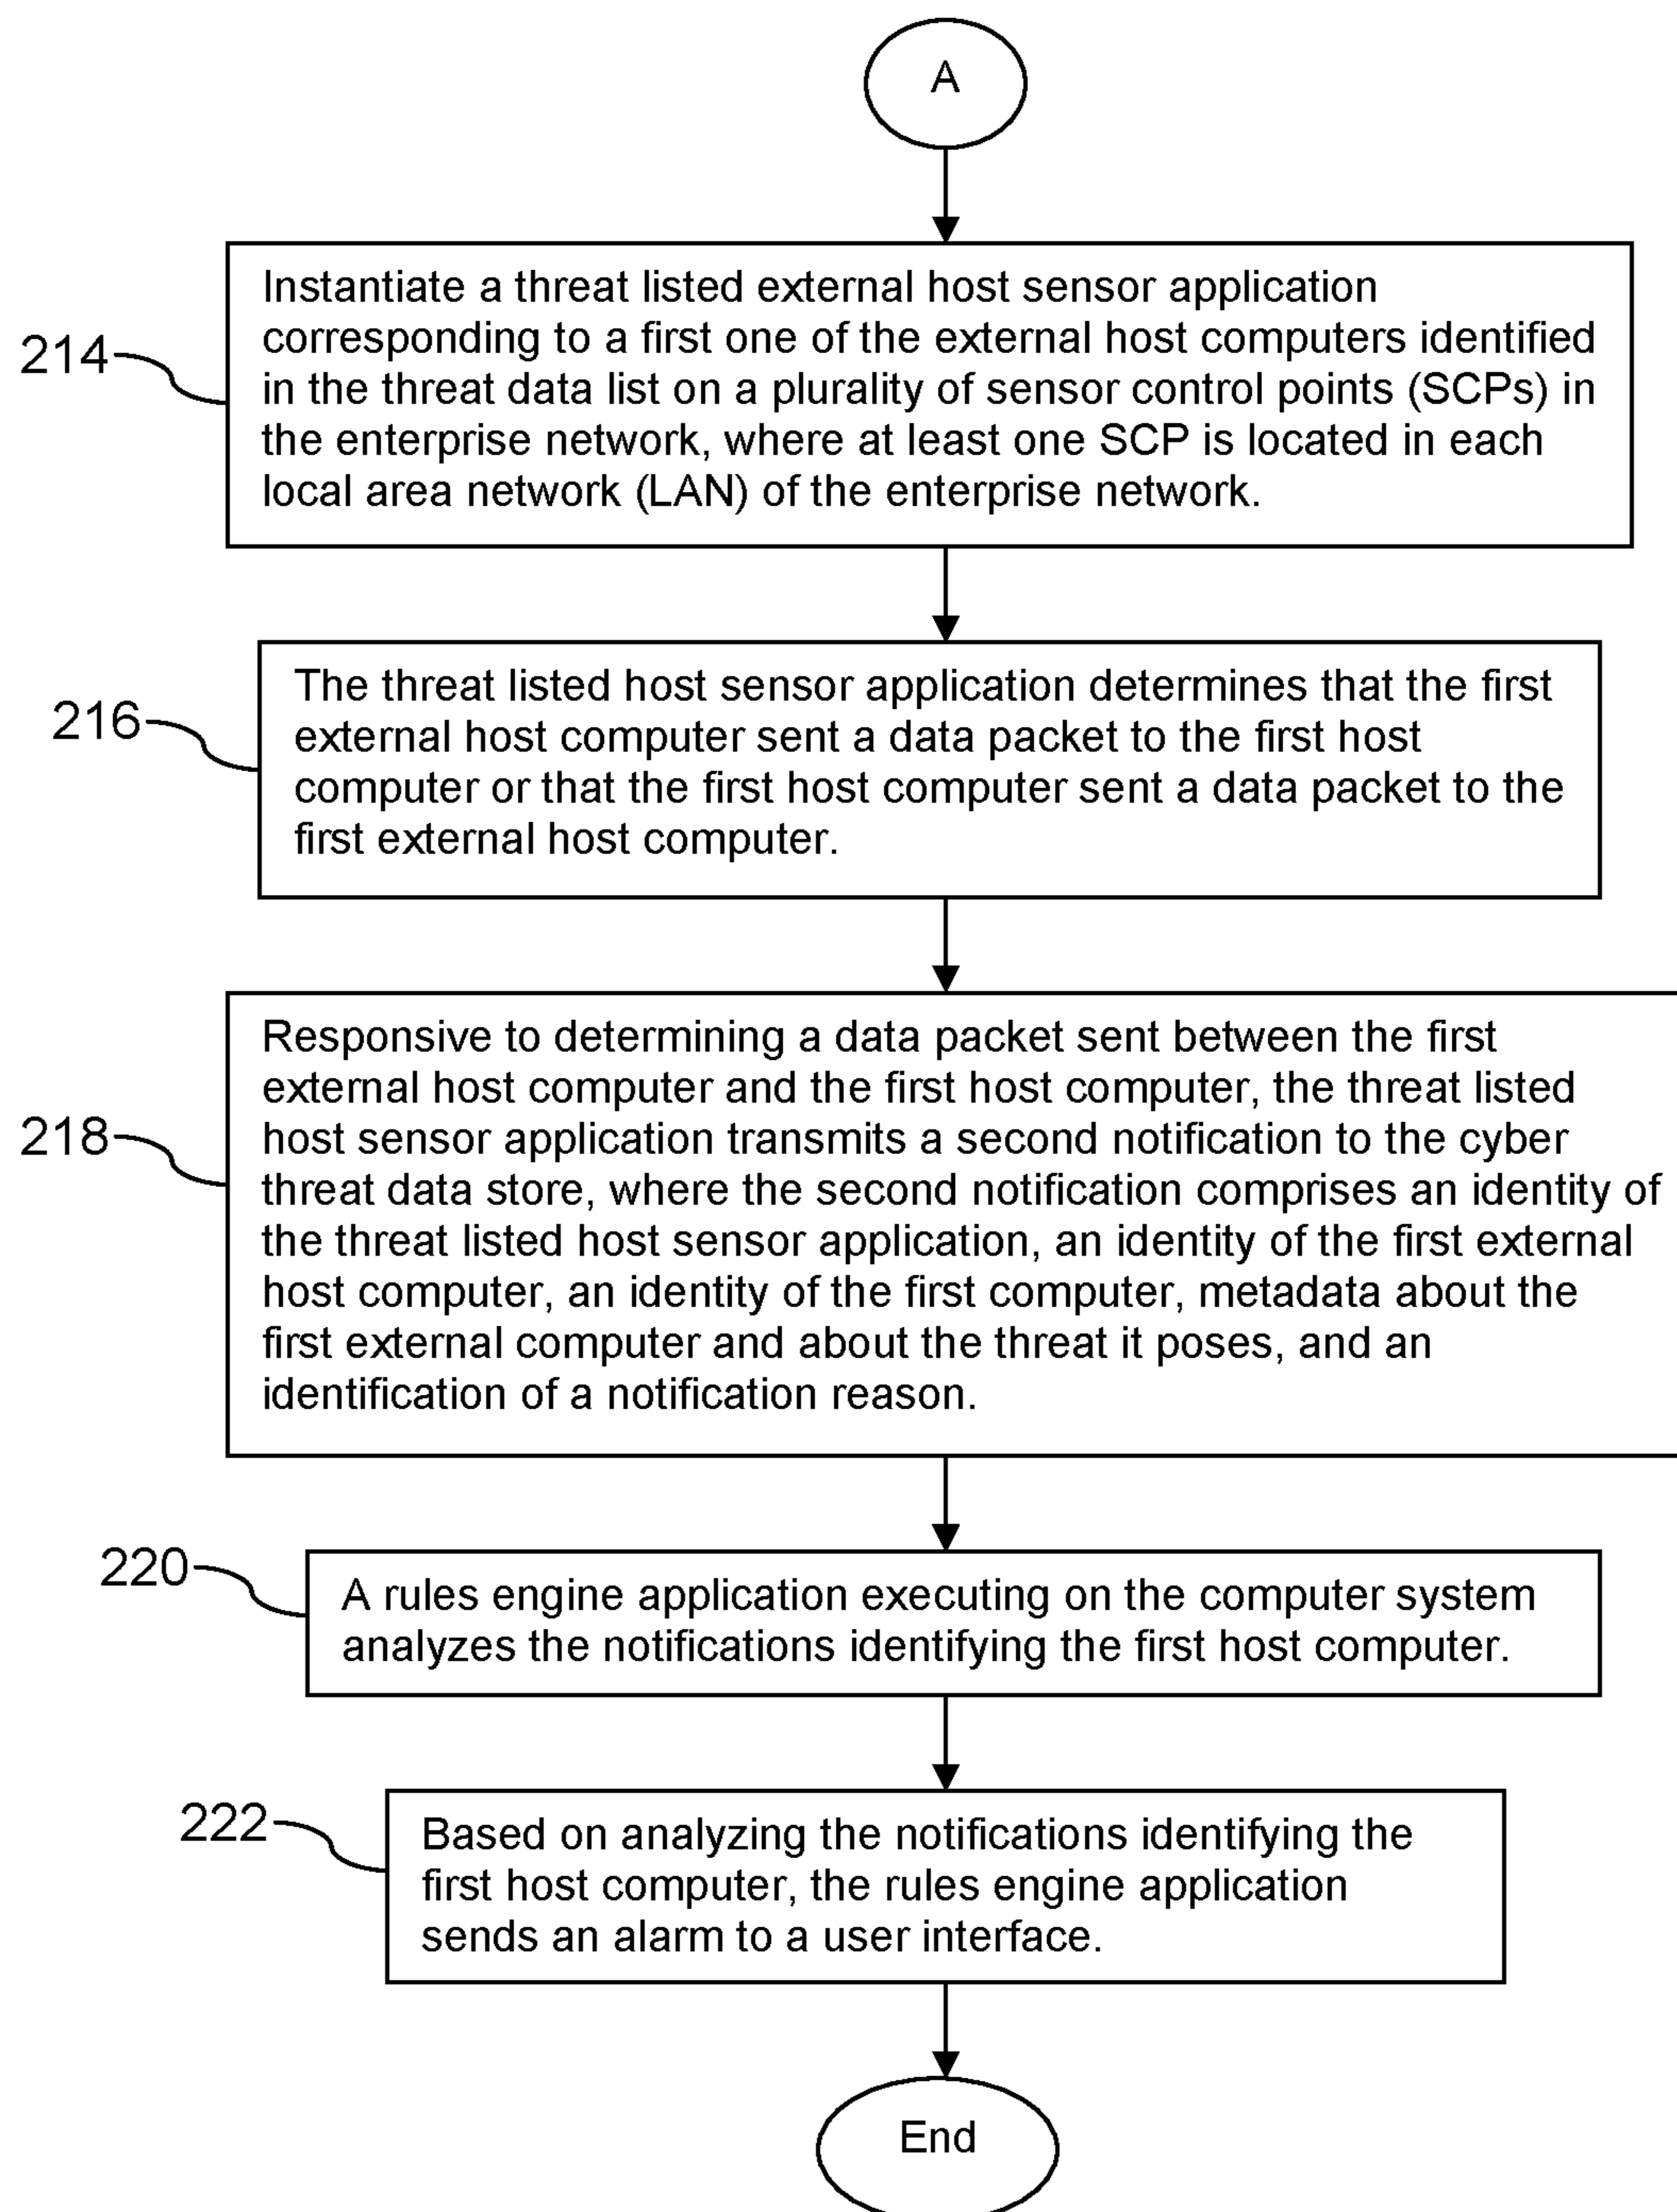 A
214
Instantiate a threat listed external host sensor application
corresponding to a first one of the external host computers identified
in the threat data list on a plurality of sensor control points (SCPs) in
the enterprise network, where at least one SCP is located in each
local area network (LAN) of the enterprise network.
216
The threat listed host sensor application determines that the first
external host computer sent a data packet to the first host
computer or that the first host computer sent a data packet to the
first external host computer.
218
Responsive to determining a data packet sent between the first
external host computer and the first host computer, the threat listed
host sensor application transmits a second notification to the cyber
threat data store, where the second notification comprises an identity of
the threat listed host sensor application, an identity of the first external
host computer, an identity of the first computer, metadata about the
first external computer and about the threat it poses, and an
identification of a notification reason.
220
A rules engine application executing on the computer system
analyzes the notifications identifying the first host computer.
222
Based on analyzing the notifications identifying the
first host computer, the rules engine application
sends an alarm to a user interface.
End